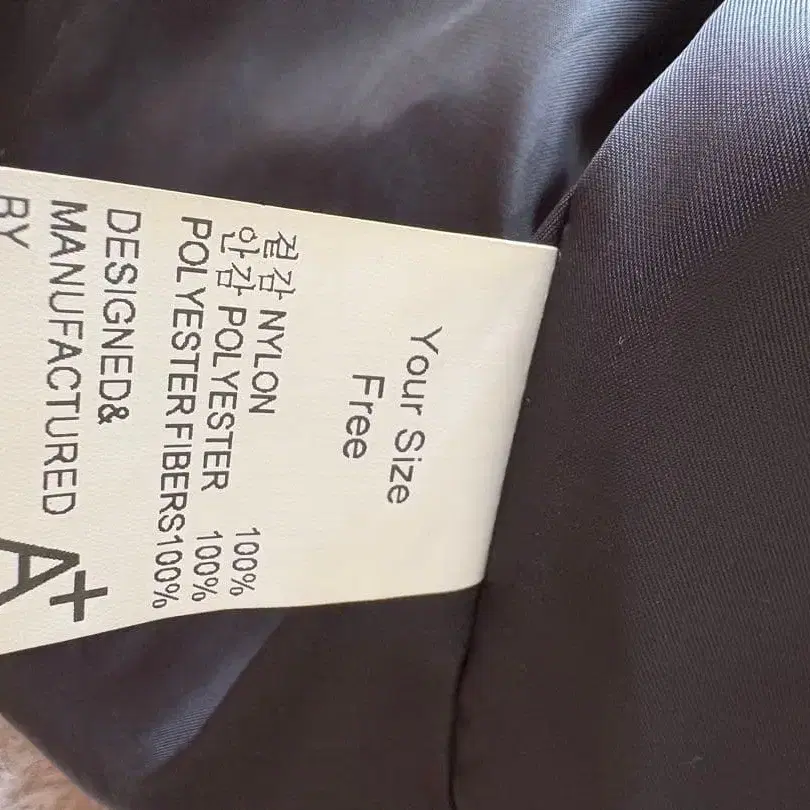 Your Size
Free
겉감 NYLON 100%
안감 POLYESTER 100%
POLYESTER FIBERS100%
DESIGNED&
MANUFACTURED
BY
A+